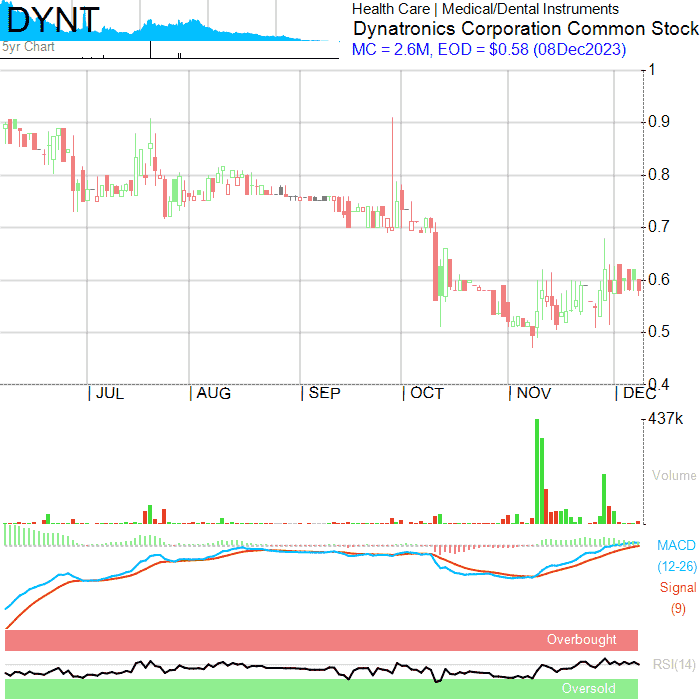 DYNT
5yr Chart
Health Care | Medical/Dental Instruments
Dynatronics Corporation Common Stock
MC = 2.6M, EOD = $0.58 (08Dec2023)
1
0.9
0.8
0.7
0.6
0.5
0.4
JUL AUG SEP OCT NOV DEC
437k
Volume
MACD
(12-26)
Signal
(9)
Overbought
RSI(14)
Oversold